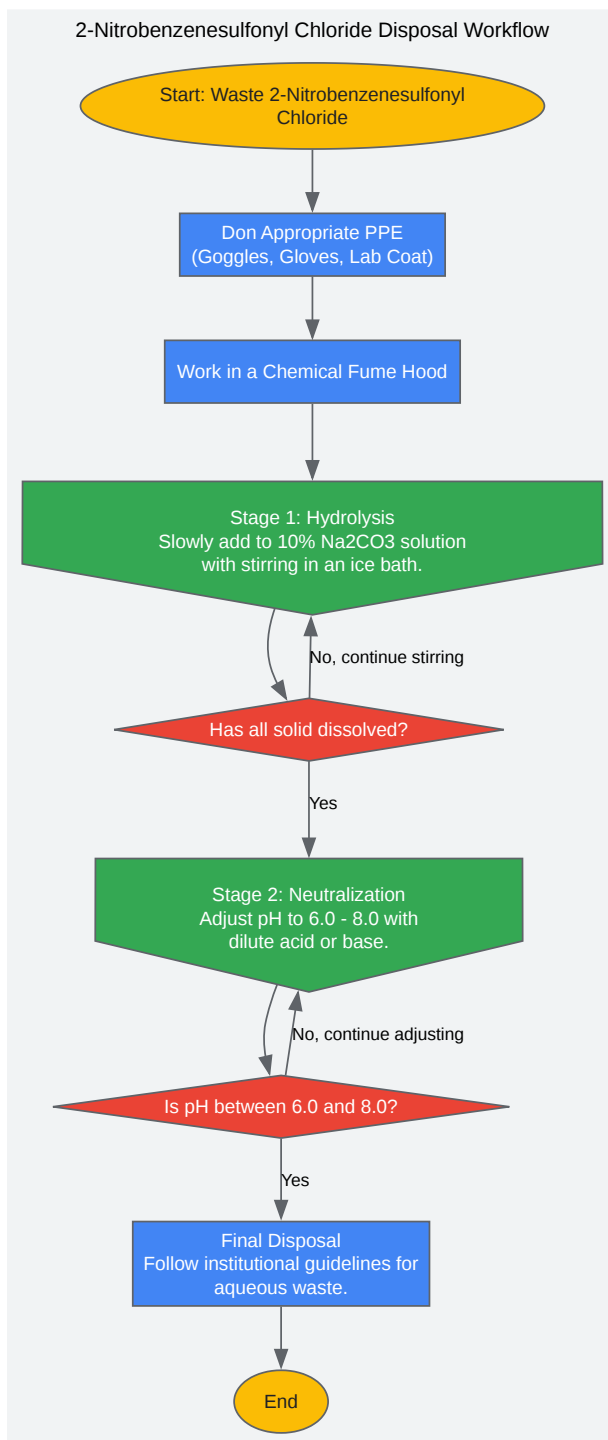 2-Nitrobenzenesulfonyl Chloride Disposal Workflow
Start: Waste 2-Nitrobenzenesulfonyl
Chloride
Don Appropriate PPE
(Goggles, Gloves, Lab Coat)
Work in a Chemical Fume Hood
Stage 1: Hydrolysis
Slowly add to 10% Na2CO3 solution
with stirring in an ice bath.
No, continue stirring
Has all solid dissolved?
Yes
Stage 2: Neutralization
Adjust pH to 6.0 - 8.0 with
dilute acid or base.
No, continue adjusting
Is pH between 6.0 and 8.0?
Yes
Final Disposal
Follow institutional guidelines for
aqueous waste.
End